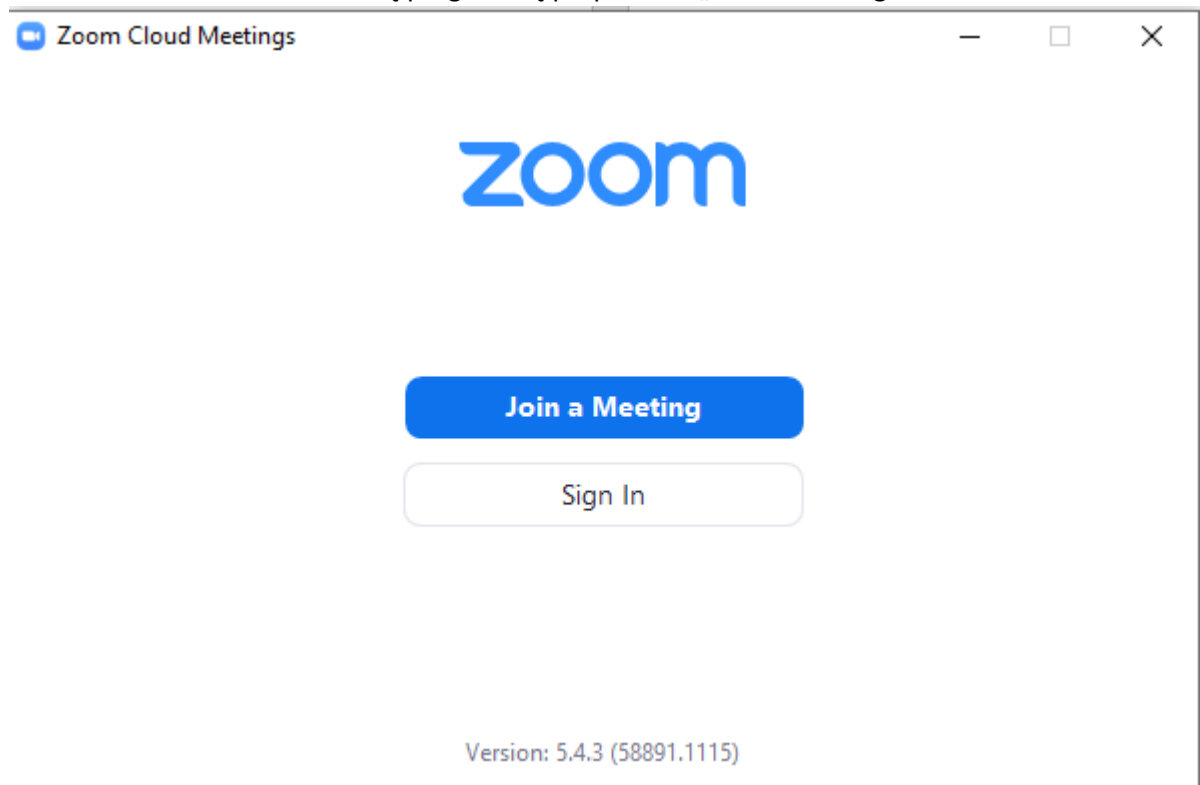 Zoom Cloud Meetings
zoom
Join a Meeting
Sign In
Version: 5.4.3 (58891.1115)